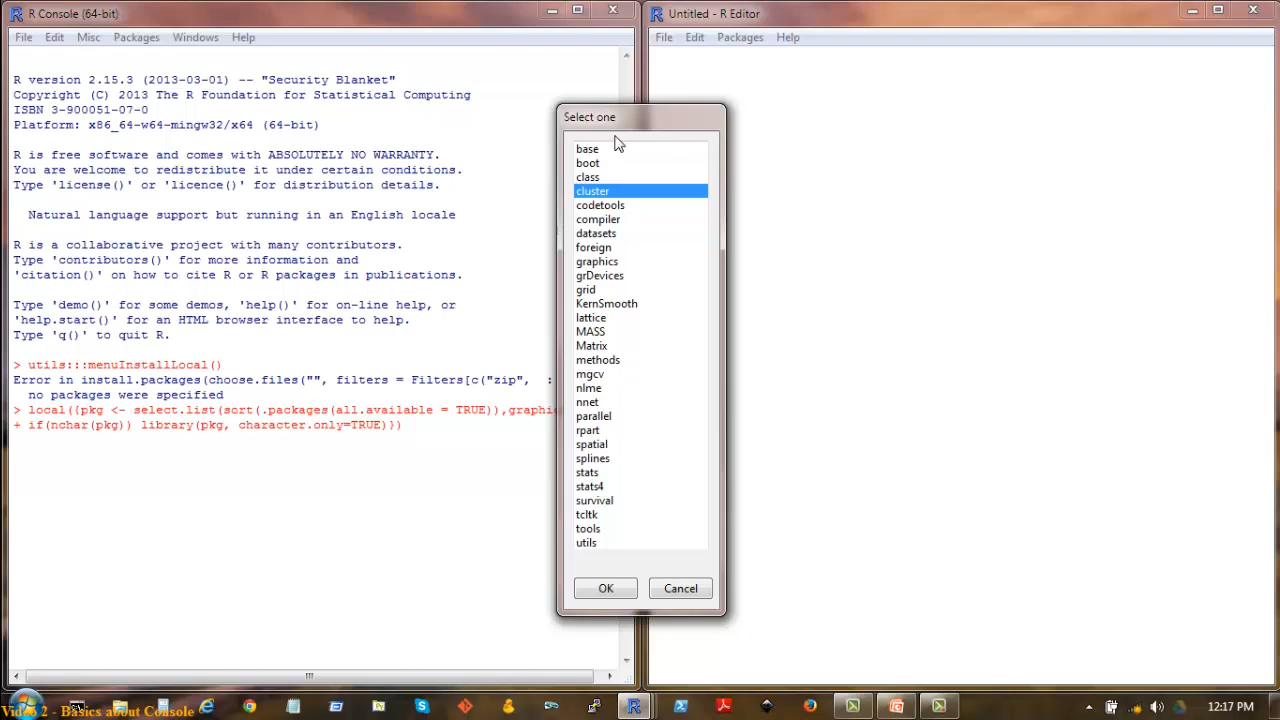 R Console (64-bit)
File Edit Misc Packages Windows Help
R version 2.15.3 (2013-03-01) -- "Security Blanket"
Copyright (C) 2013 The R Foundation for Statistical Computing
ISBN 3-900051-07-0
Platform: x86_64-w64-mingw32/x64 (64-bit)
R is free software and comes with ABSOLUTELY NO WARRANTY.
You are welcome to redistribute it under certain conditions.
Type 'license()' or 'licence()' for distribution details.
Natural language support but running in an English locale
R is a collaborative project with many contributors.
Type 'contributors()' for more information and
'citation()' on how to cite R or R packages in publications.
Type 'demo()' for some demos, 'help()' for on-line help, or
'help.start()' for an HTML browser interface to help.
Type 'q()' to quit R.
> utils:::menuInstallLocal()
Error in install.packages(choose.files("", filters = Filters[c("zip", :
no packages were specified
> local({pkg <- select.list(sort(.packages(all.available = TRUE)),graphic
+ if(nchar(pkg)) library(pkg, character.only=TRUE)})
Select one
base
boot
class
cluster
codetools
compiler
datasets
foreign
graphics
grDevices
grid
KernSmooth
lattice
MASS
Matrix
methods
mgcv
nlme
nnet
parallel
rpart
spatial
splines
stats
stats4
survival
tcltk
tools
utils
OK Cancel
Untitled - R Editor
File Edit Packages Help
Video 2 - Basics about Console
12:17 PM